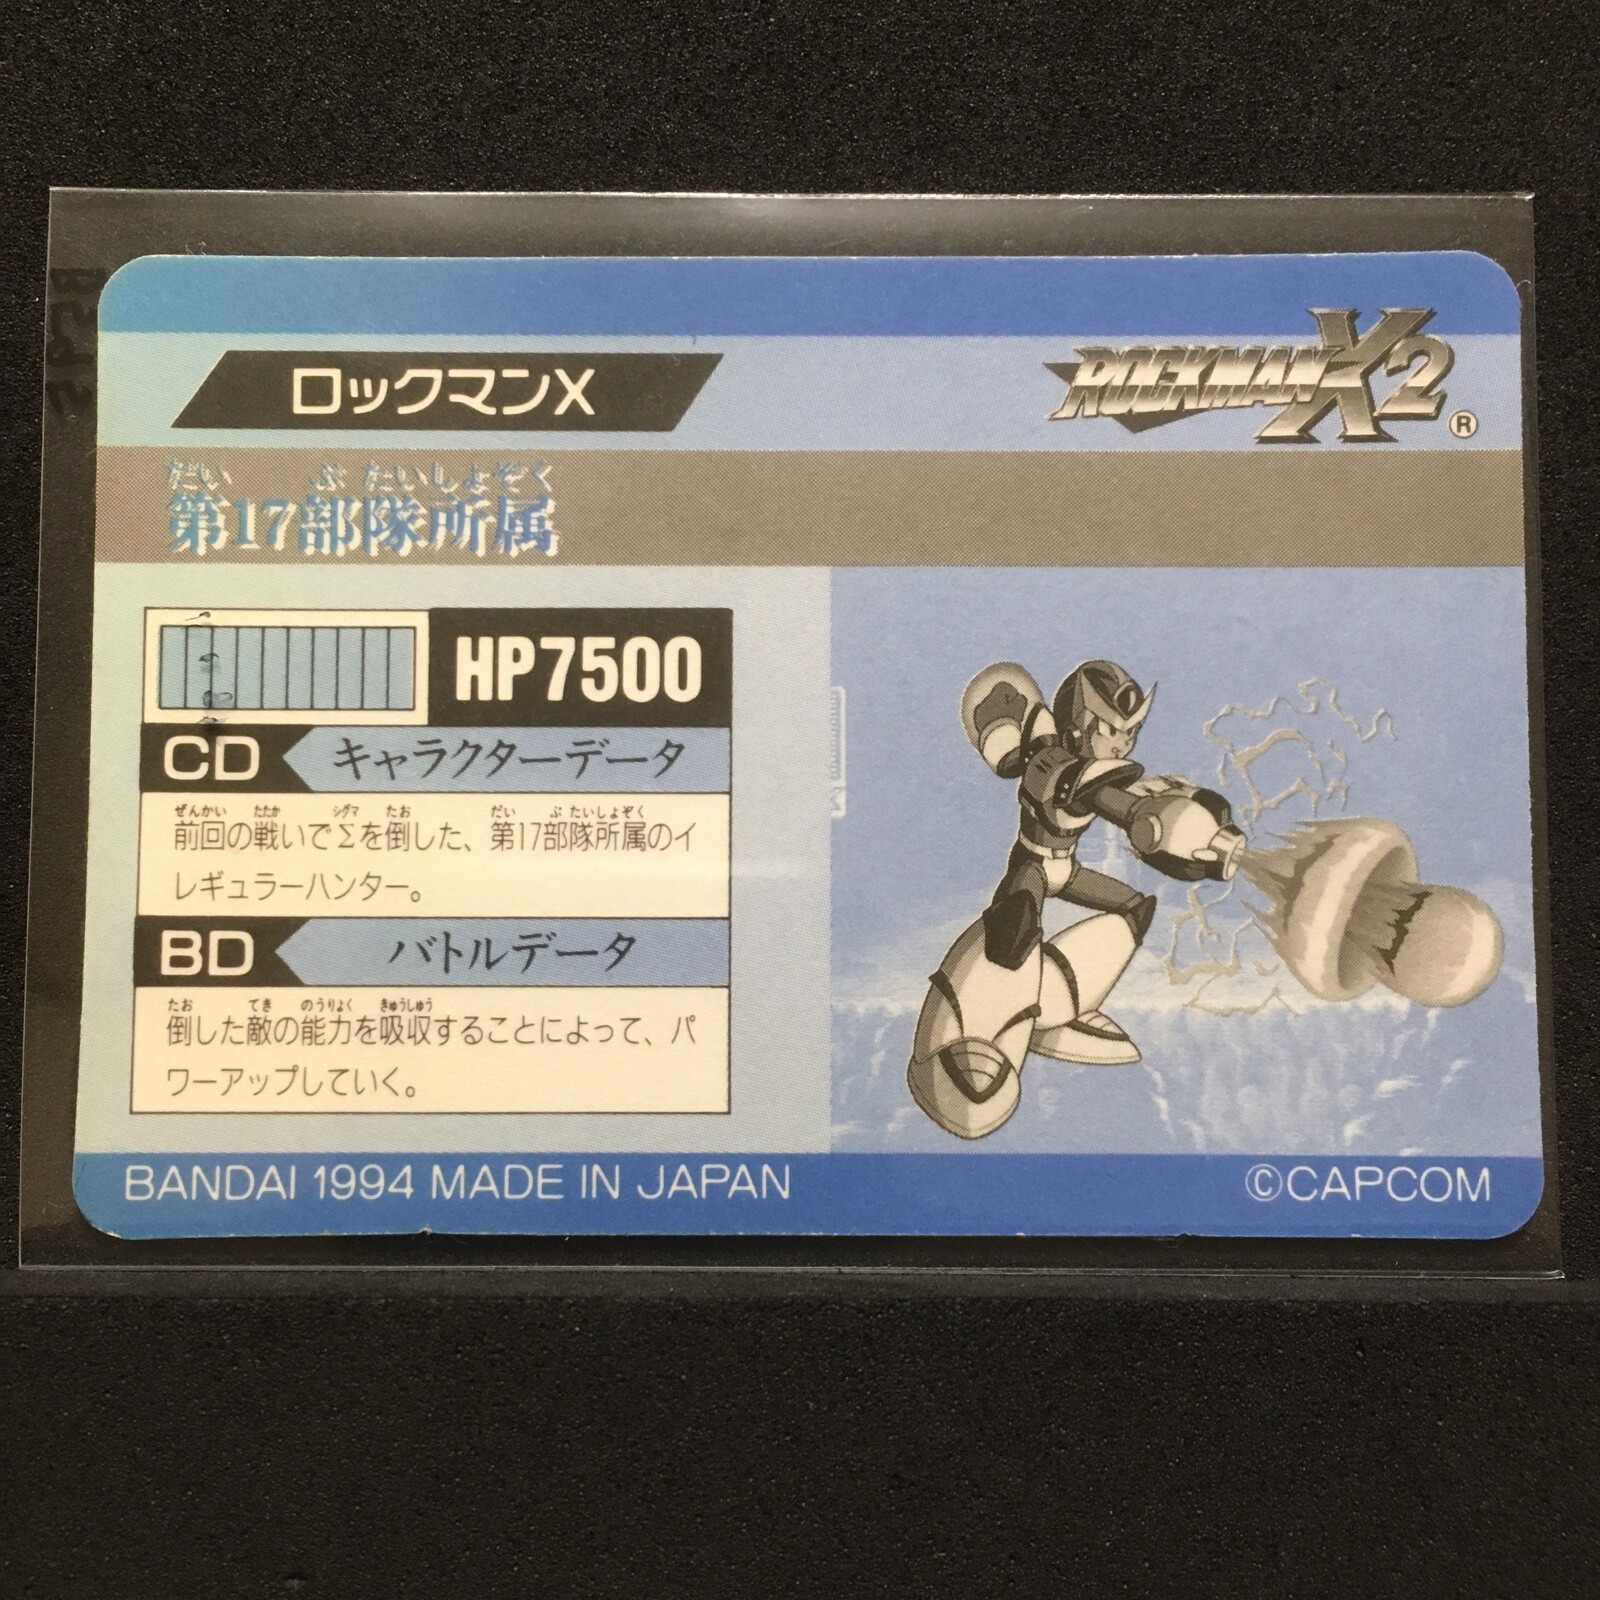 ロックマンX
ROCKMAN X2 ®
だい ぶ たいしょぞく
第17部隊所属
HP7500
CD キャラクターデータ
ぜんかい たたか シグマ たお だい ぶ たいしょぞく
前回の戦いでΣを倒した、第17部隊所属のイ
レギュラーハンター。
BD バトルデータ
たお てき のうりょく きゅうしゅう
倒した敵の能力を吸収することによって、パ
ワーアップしていく。
BANDAI 1994 MADE IN JAPAN
©CAPCOM